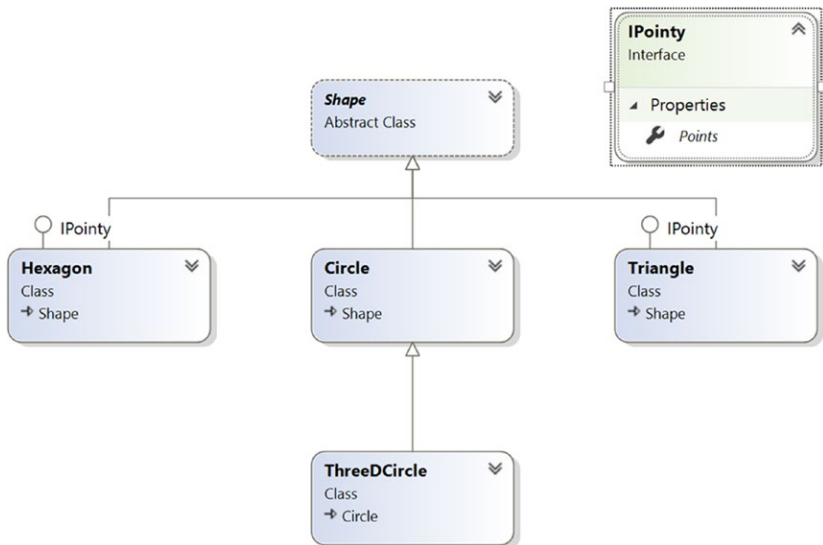 IPointy
Interface
Properties
Points
Shape
Abstract Class
IPointy
IPointy
Hexagon
Class
Shape
Circle
Class
Shape
Triangle
Class
Shape
ThreeDCircle
Class
Circle